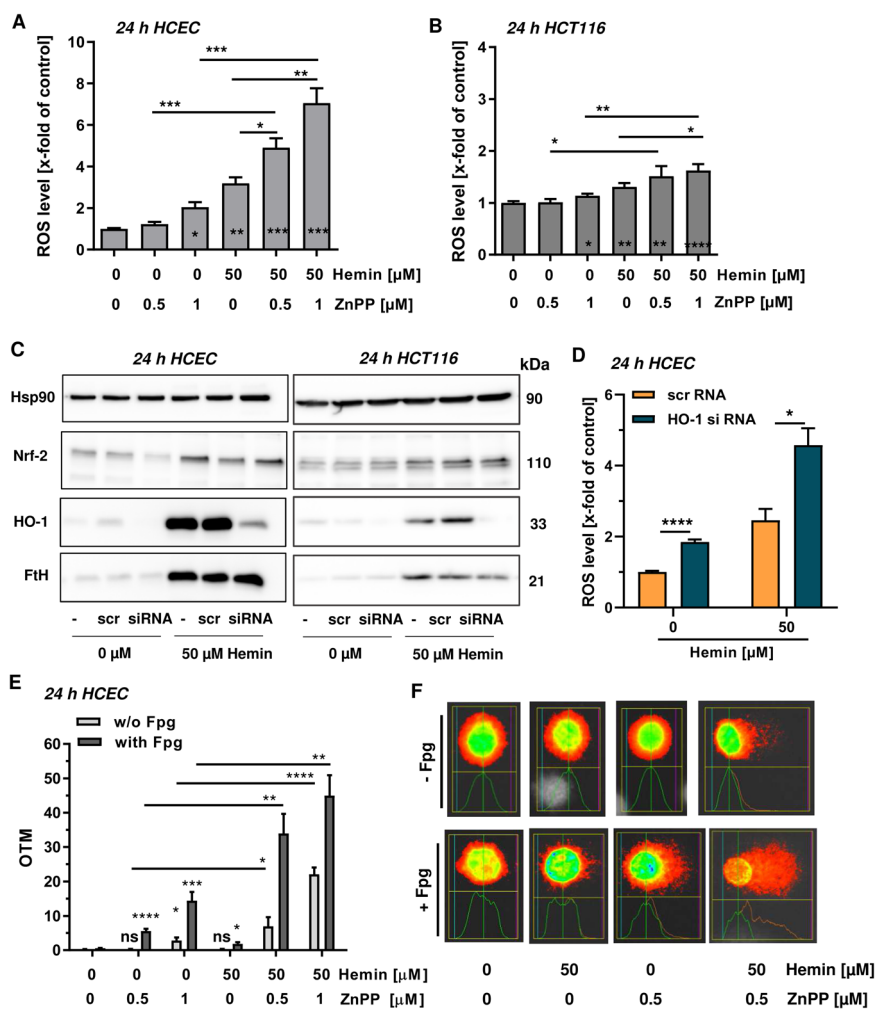 A
24 h HCEC
ROS level [x-fold of control]
10
8
6
4
2
0
***
**
***
*
*
**
***
***
0 0 0 50 50 50 Hemin [µM]
0 0.5 1 0 0.5 1 ZnPP [µM]
B
24 h HCT116
ROS level [x-fold of control]
4
3
2
1
0
**
*
*
*
**
**
****
0 0 0 50 50 50 Hemin [µM]
0 0.5 1 0 0.5 1 ZnPP [µM]
C
24 h HCEC 24 h HCT116 kDa
Hsp90 90
Nrf-2 110
HO-1 33
FtH 21
- scr siRNA - scr siRNA - scr siRNA - scr siRNA
0 µM 50 µM Hemin 0 µM 50 µM Hemin
D
24 h HCEC
scr RNA
HO-1 si RNA
ROS level [x-fold of control]
6
4
2
0
****
*
0 50
Hemin [µM]
E
24 h HCEC
w/o Fpg
with Fpg
OTM
60
50
40
30
20
10
0
**
****
**
*
ns
****
*
***
ns
*
0 0 0 50 50 50 Hemin [µM]
0 0.5 1 0 0.5 1 ZnPP [µM]
F
- Fpg
+ Fpg
0 50 0 50 Hemin [µM]
0 0 0.5 0.5 ZnPP [µM]